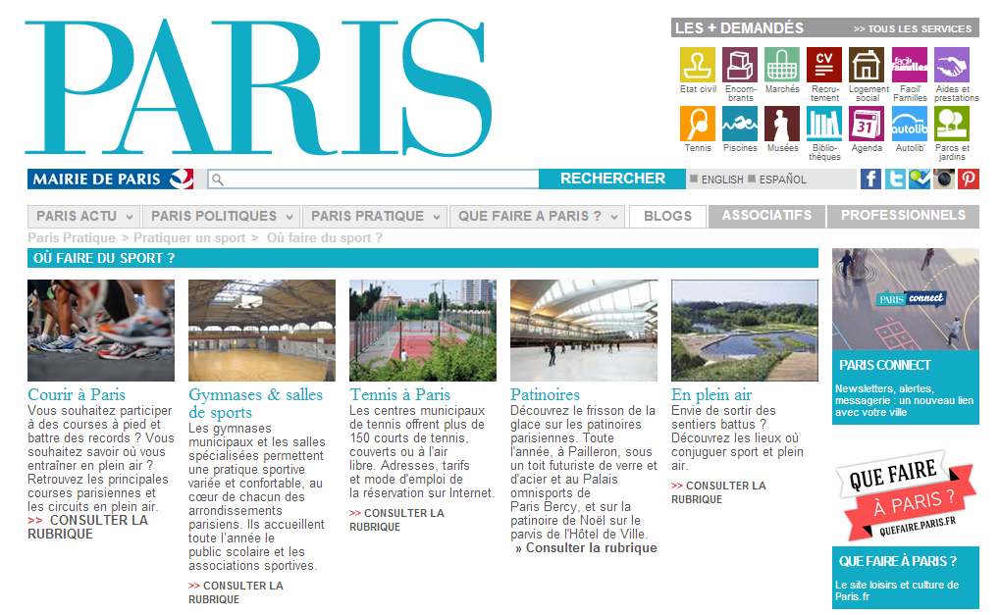 PARIS
LES + DEMANDÉS
>> TOUS LES SERVICES
Etat civil
Encom-
brants
Marchés
CV
Recru-
tement
Logement
social
facil
familles
Facil'
Familles
Aides et
prestations
Tennis
Piscines
Musées
Biblio-
thèques
31
Agenda
autolib
Autolib'
Parcs et
jardins
MAIRIE DE PARIS
RECHERCHER
ENGLISH
ESPAÑOL
PARIS ACTU
PARIS POLITIQUES
PARIS PRATIQUE
QUE FAIRE A PARIS ?
BLOGS
ASSOCIATIFS
PROFESSIONNELS
Paris Pratique > Pratiquer un sport > Où faire du sport ?
OÙ FAIRE DU SPORT ?
Courir à Paris
Vous souhaitez participer
à des courses à pied et
battre des records ? Vous
souhaitez savoir où vous
entraîner en plein air ?
Retrouvez les principales
courses parisiennes et
les circuits en plein air.
>> CONSULTER LA
RUBRIQUE
Gymnases & salles
de sports
Les gymnases
municipaux et les salles
spécialisées permettent
une pratique sportive
variée et confortable, au
cœur de chacun des
arrondissements
parisiens. Ils accueillent
toute l'année le
public scolaire et les
associations sportives.
>> CONSULTER LA
RUBRIQUE
Tennis à Paris
Les centres municipaux
de tennis offrent plus de
150 courts de tennis,
couverts ou à l'air
libre. Adresses, tarifs
et mode d'emploi de
la réservation sur Internet.
>> CONSULTER LA
RUBRIQUE
Patinoires
Découvrez le frisson de la
glace sur les patinoires
parisiennes. Toute
l'année, à Pailleron, sous
un toit futuriste de verre et
d'acier et au Palais
omnisports de
Paris Bercy, et sur la
patinoire de Noël sur le
parvis de l'Hôtel de Ville.
» Consulter la rubrique
En plein air
Envie de sortir des
sentiers battus ?
Découvrez les lieux où
conjuguer sport et plein
air.
>> CONSULTER LA
RUBRIQUE
PARIS connect
PARIS CONNECT
Newsletters, alertes,
messagerie : un nouveau lien
avec votre ville
QUE FAIRE
À PARIS ?
QUEFAIRE.PARIS.FR
QUE FAIRE À PARIS ?
Le site loisirs et culture de
Paris.fr